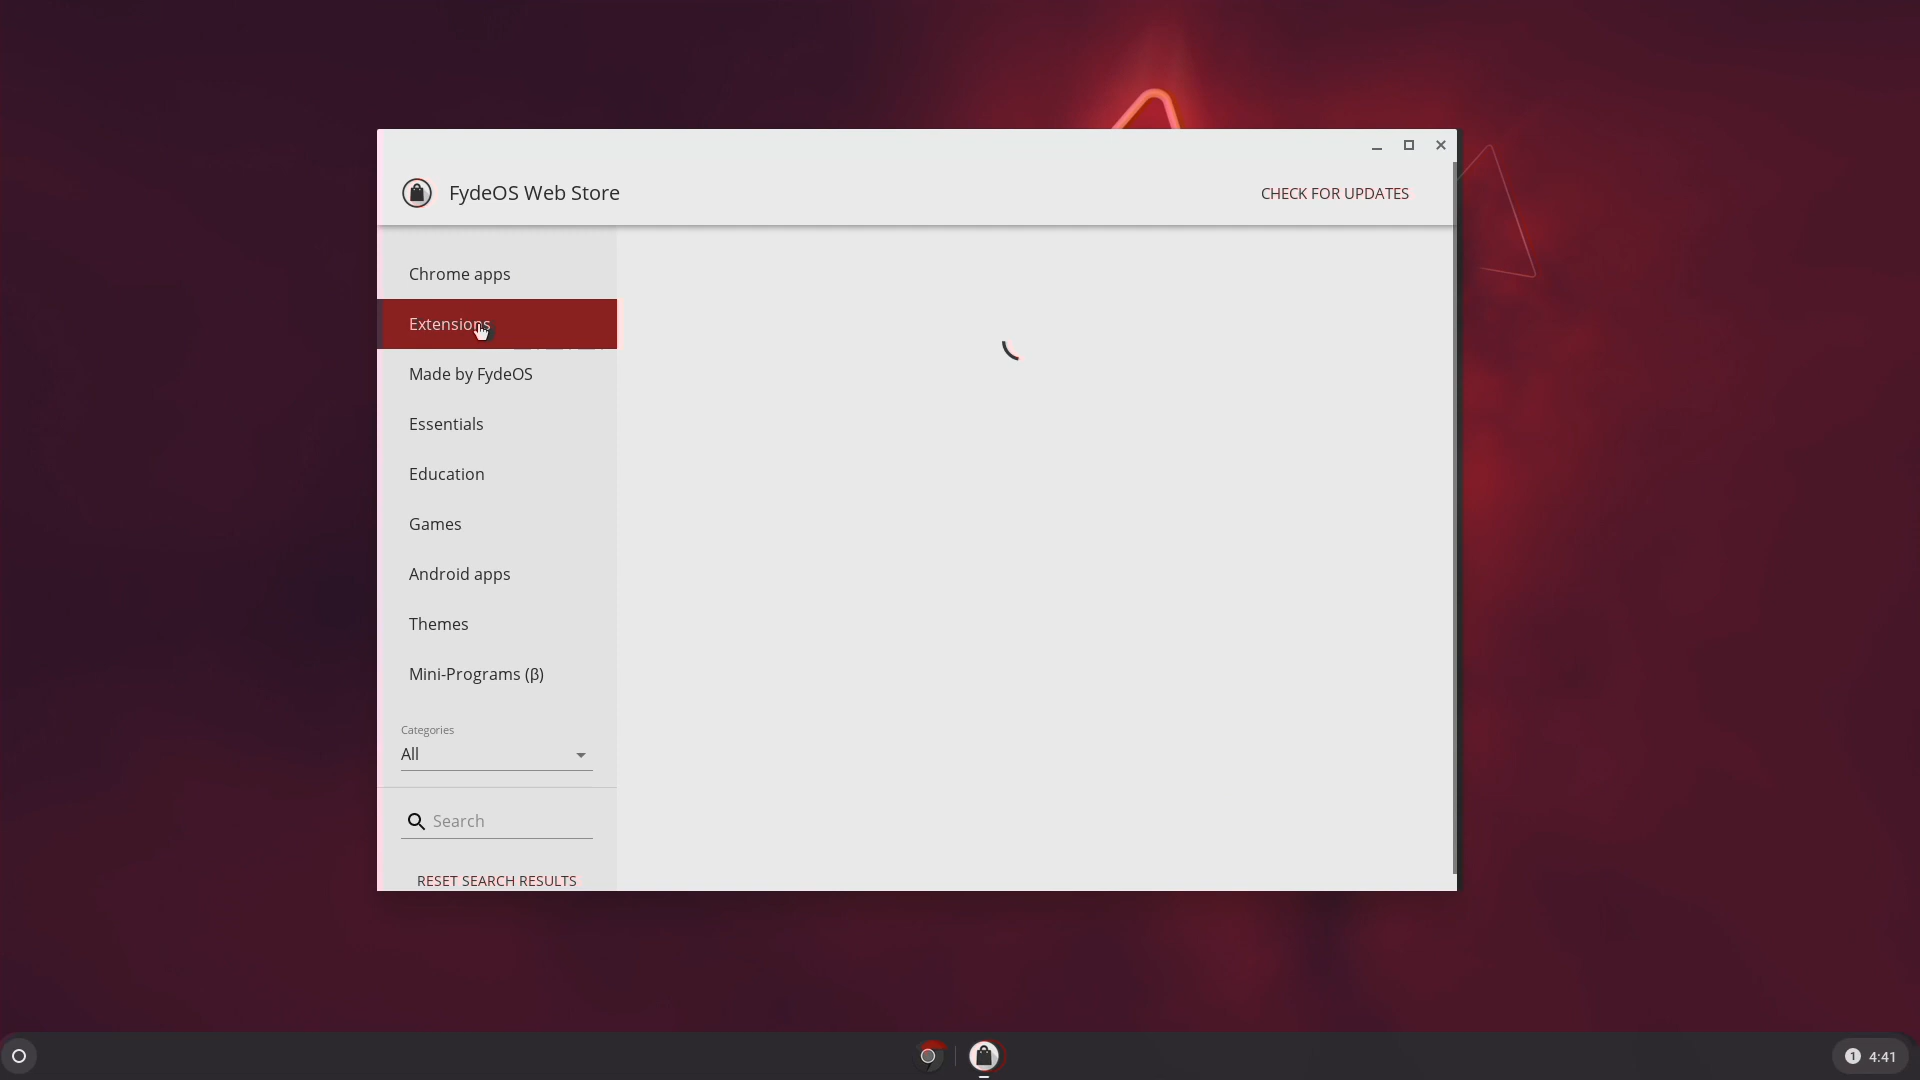 FydeOS Web Store
CHECK FOR UPDATES
Chrome apps
Extensions
Made by FydeOS
Essentials
Education
Games
Android apps
Themes
Mini-Programs (β)
Categories
All
Search
RESET SEARCH RESULTS
1 4:41